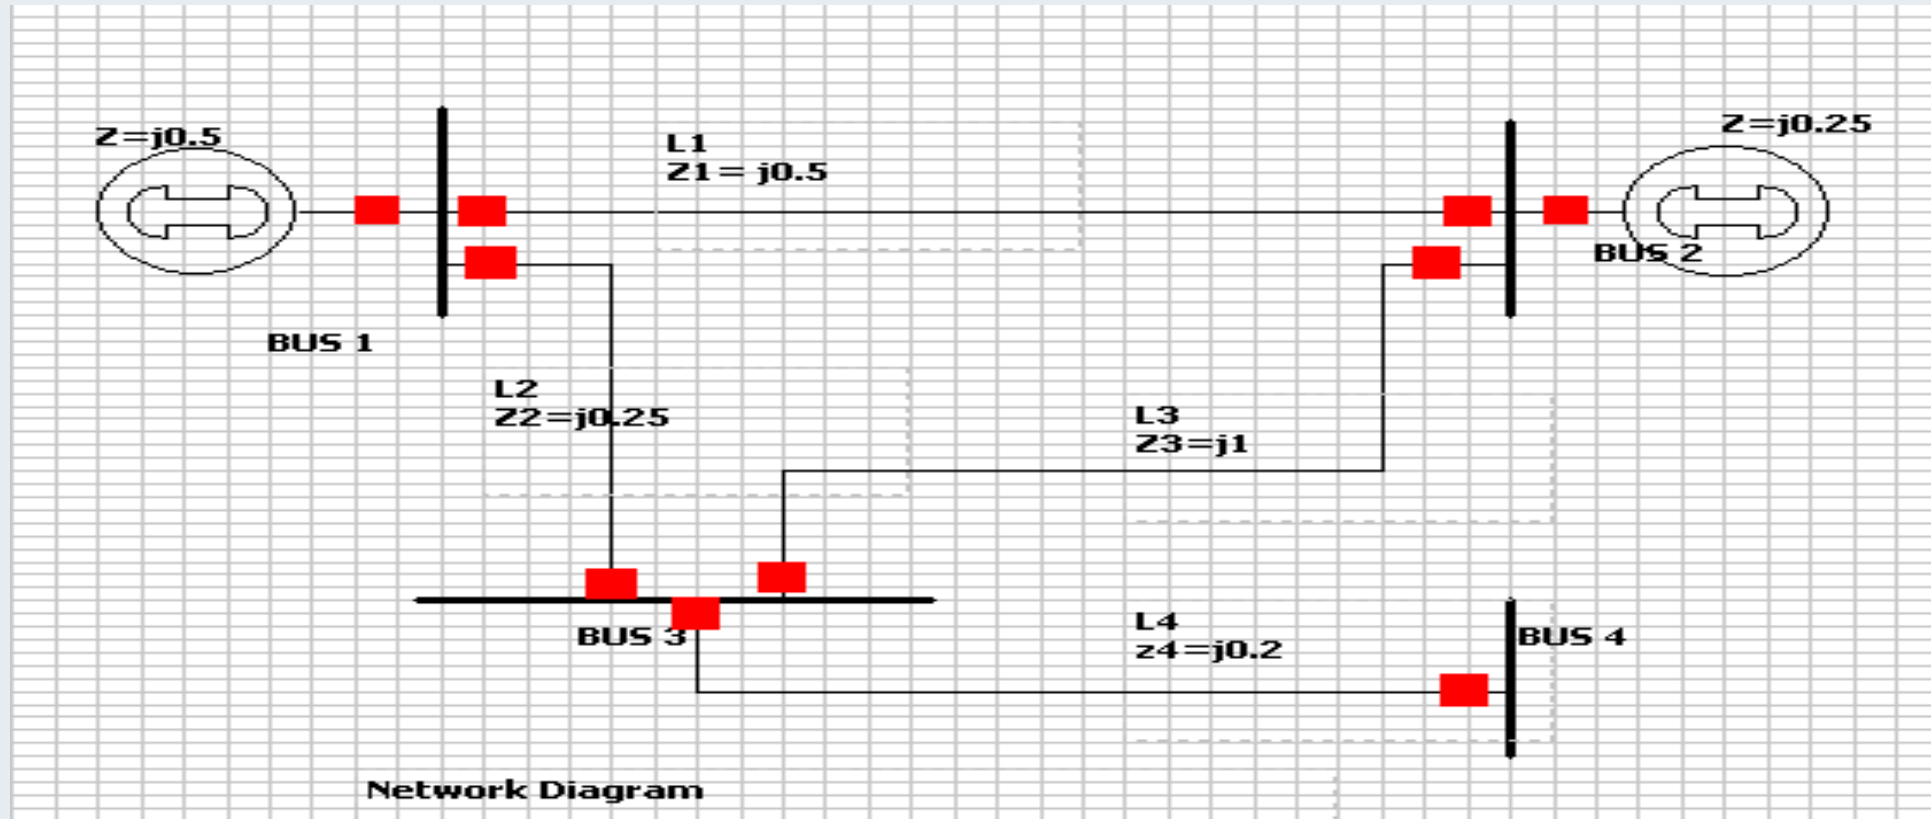 Z=j0.5
Z=j0.25
L1
Z1= j0.5
BUS 2
BUS 1
L2
Z2=j0.25
L3
Z3=j1
L4
z4=j0.2
BUS 3
BUS 4
Network Diagram